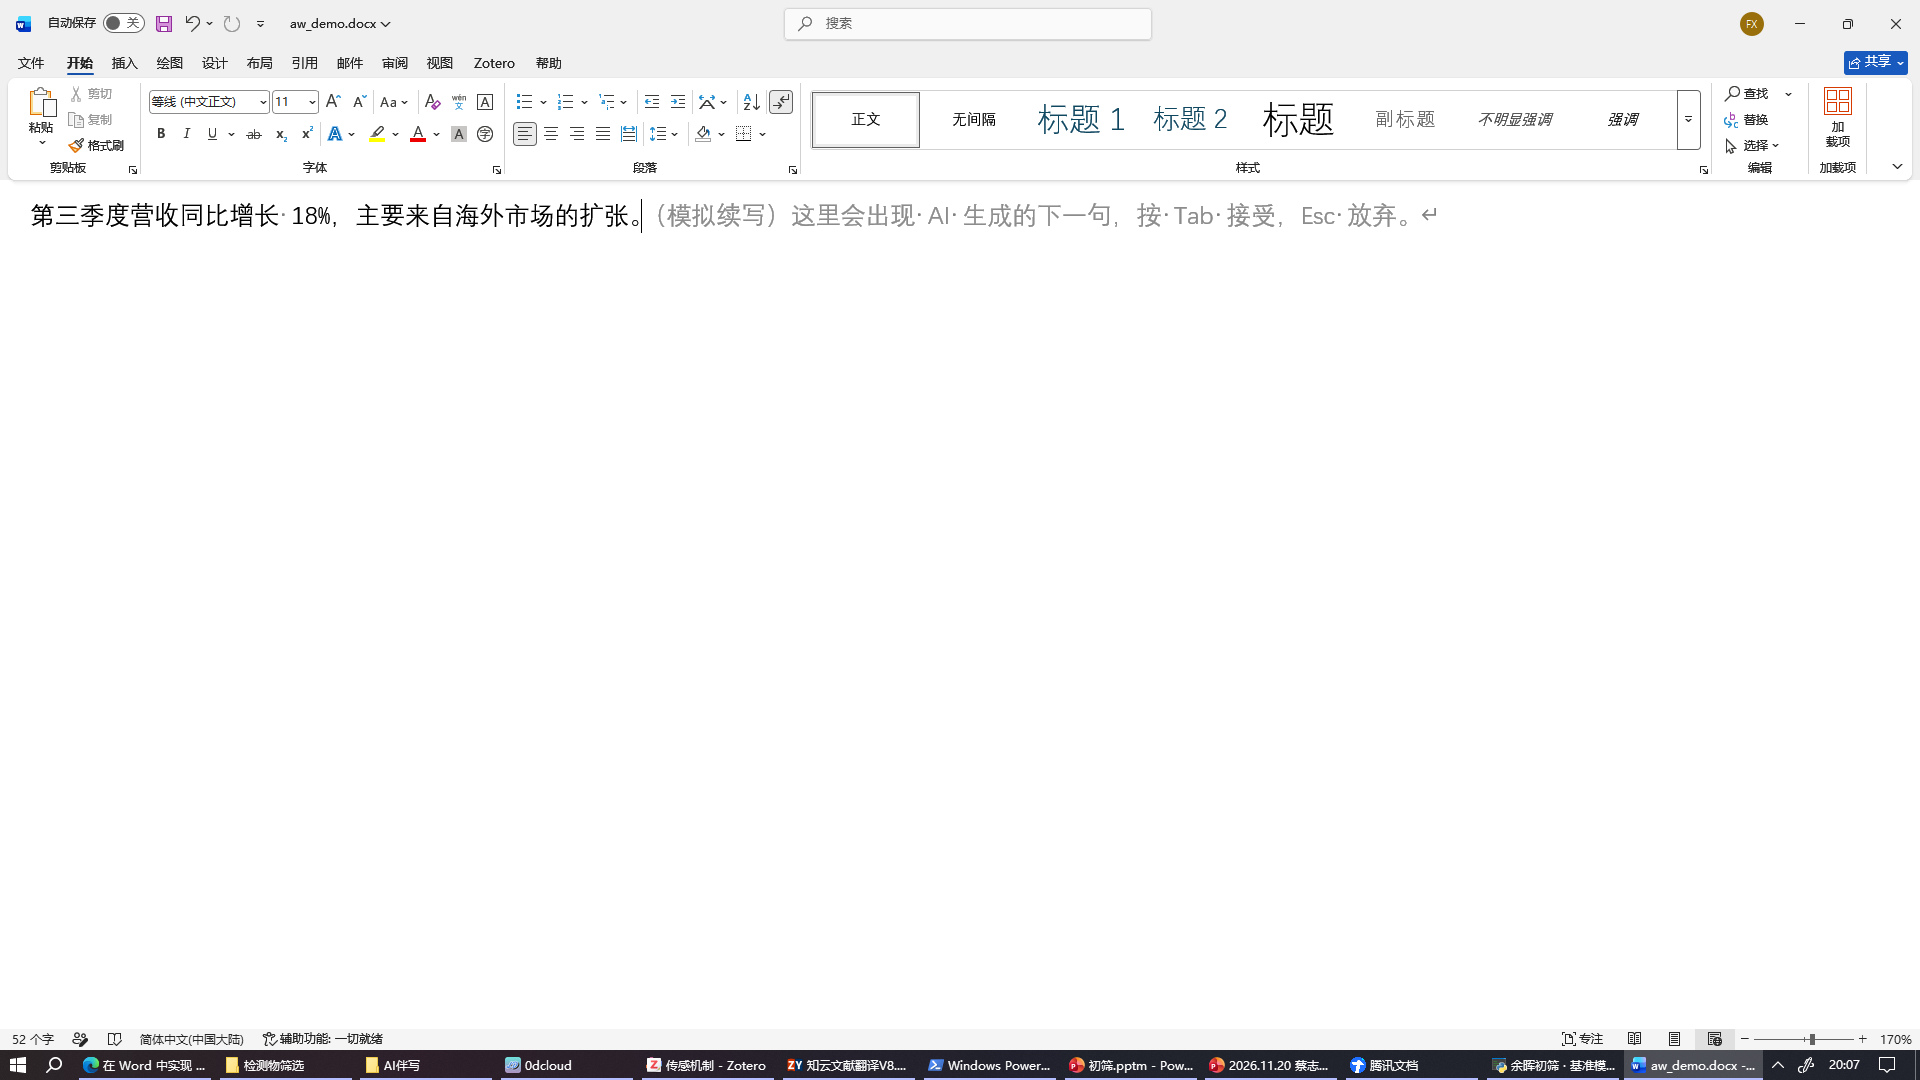 自动保存 关 aw_demo.docx 搜索 FX
文件 开始 插入 绘图 设计 布局 引用 邮件 审阅 视图 Zotero 帮助 共享
粘贴 剪切 复制 格式刷 剪贴板
等线 (中文正文) 11 Aa wén 文 A
B I U ab x₂ x² A A A 字
字体
段落
正文 无间隔 标题 1 标题 2 标题 副标题 不明显强调 强调
样式
查找 替换 选择 编辑
加载项 加载项
第三季度营收同比增长· 18%，主要来自海外市场的扩张。（模拟续写）这里会出现· AI· 生成的下一句，按· Tab· 接受，Esc· 放弃。↵
52 个字 简体中文(中国大陆) 辅助功能: 一切就绪 专注 170%
在 Word 中实现 ... 检测物筛选 AI伴写 0dcloud 传感机制 - Zotero 知云文献翻译V8.... Windows Power... 初筛.pptm - Pow... 2026.11.20 蔡志... 腾讯文档 余晖初筛 · 基准模... aw_demo.docx -... 20:07